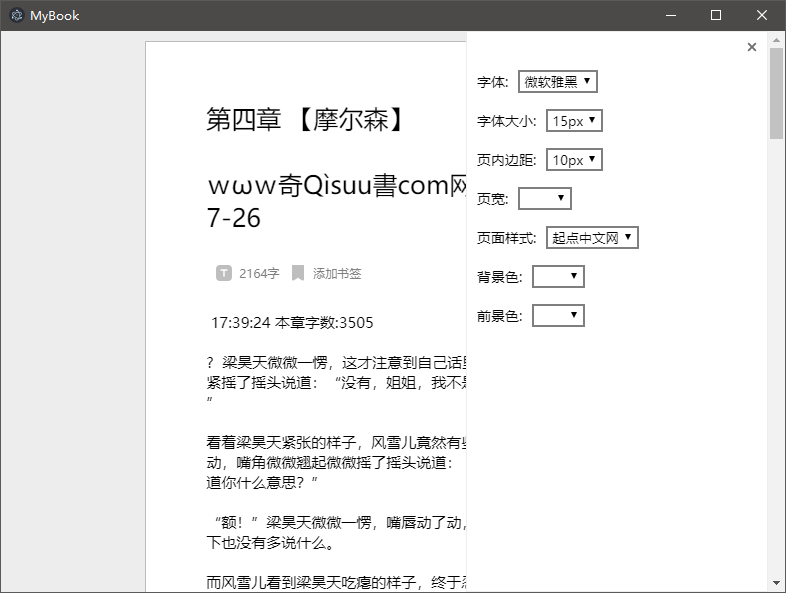 MyBook
第四章 【摩尔森】
wωw奇Qìsuu書com网
7-26
T 2164字 添加书签
17:39:24 本章字数:3505
？梁昊天微微一愣，这才注意到自己话
紧摇了摇头说道：“没有，姐姐，我不
”
看着梁昊天紧张的样子，风雪儿竟然有
动，嘴角微微翘起微微摇了摇头说道：
道你什么意思？”
“额！”梁昊天微微一愣，嘴唇动了动，
下也没有多说什么。
而风雪儿看到梁昊天吃瘪的样子，终于
×
字体: 微软雅黑
字体大小: 15px
页内边距: 10px
页宽:
页面样式: 起点中文网
背景色:
前景色: